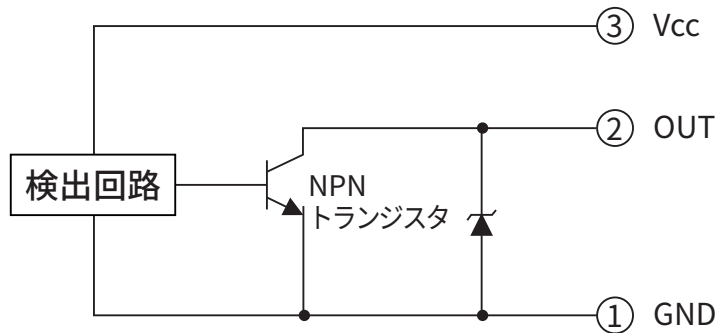 ③ Vcc
② OUT
検出回路
NPN
トランジスタ
① GND